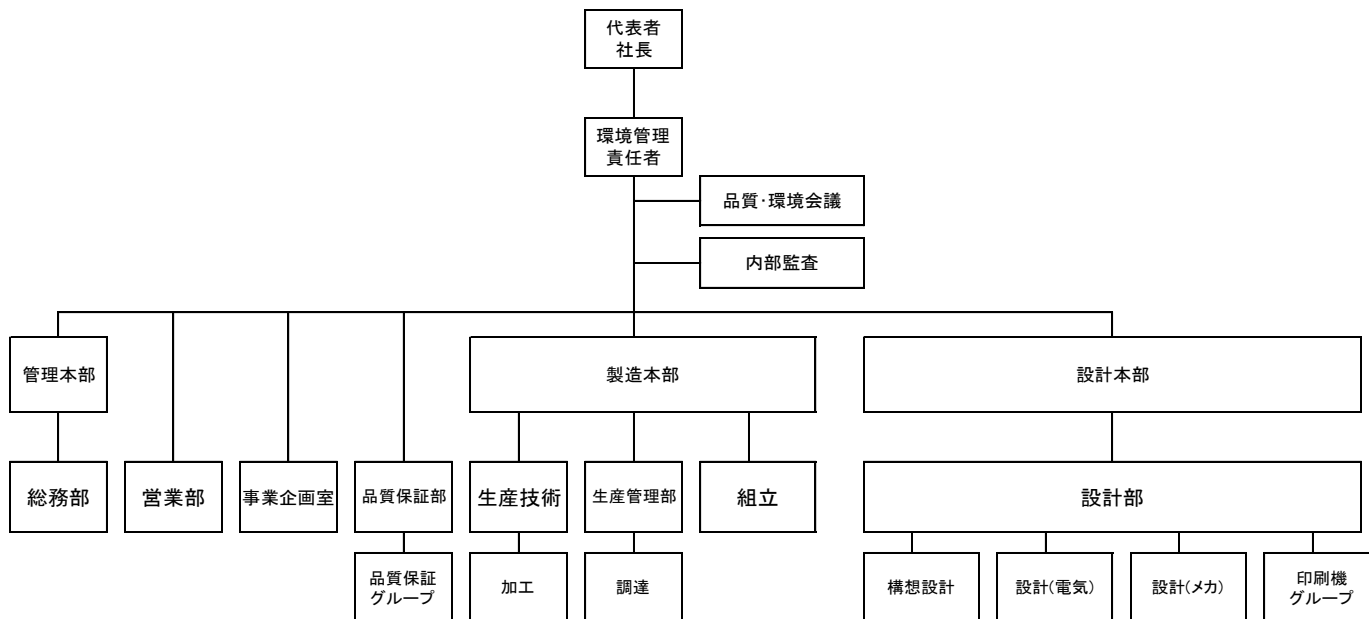 代表者
社長
環境管理
責任者
品質・環境会議
内部監査
管理本部
製造本部
設計本部
総務部
営業部
事業企画室
品質保証部
生産技術
生産管理部
組立
設計部
品質保証
グループ
加工
調達
構想設計
設計(電気)
設計(メカ)
印刷機
グループ